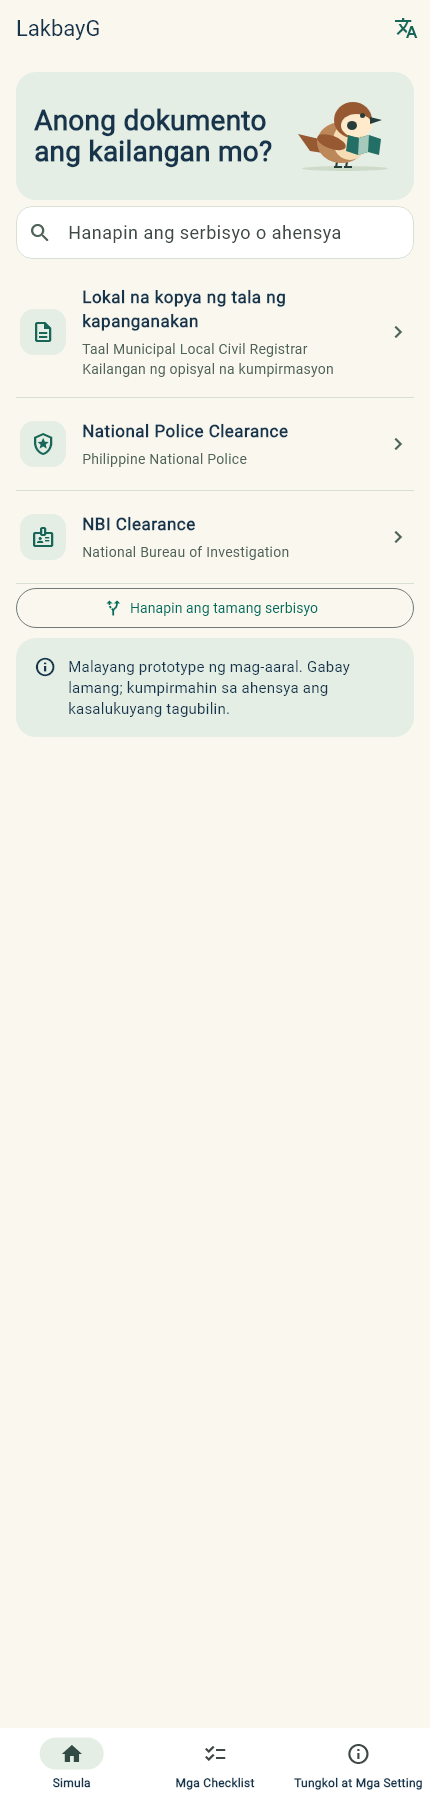 LakbayG
Anong dokumento
ang kailangan mo?
Hanapin ang serbisyo o ahensya
Lokal na kopya ng tala ng
kapanganakan
Taal Municipal Local Civil Registrar
Kailangan ng opisyal na kumpirmasyon
National Police Clearance
Philippine National Police
NBI Clearance
National Bureau of Investigation
Hanapin ang tamang serbisyo
Malayang prototype ng mag-aaral. Gabay
lamang; kumpirmahin sa ahensya ang
kasalukuyang tagubilin.
Simula
Mga Checklist
Tungkol at Mga Setting